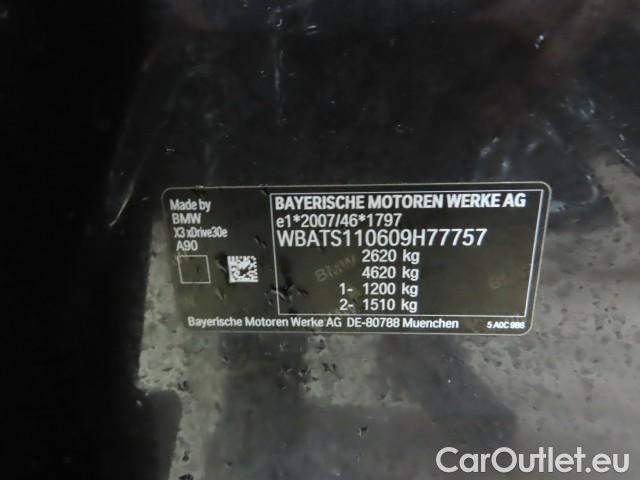 Made by
BMW
X3 xDrive30e
A90
BAYERISCHE MOTOREN WERKE AG
e1*2007/46*1797
WBATS110609H77757
2620 kg
4620 kg
1- 1200 kg
2- 1510 kg
Bayerische Motoren Werke AG DE-80788 Muenchen
5 A0C 9B6
CarOutlet.eu